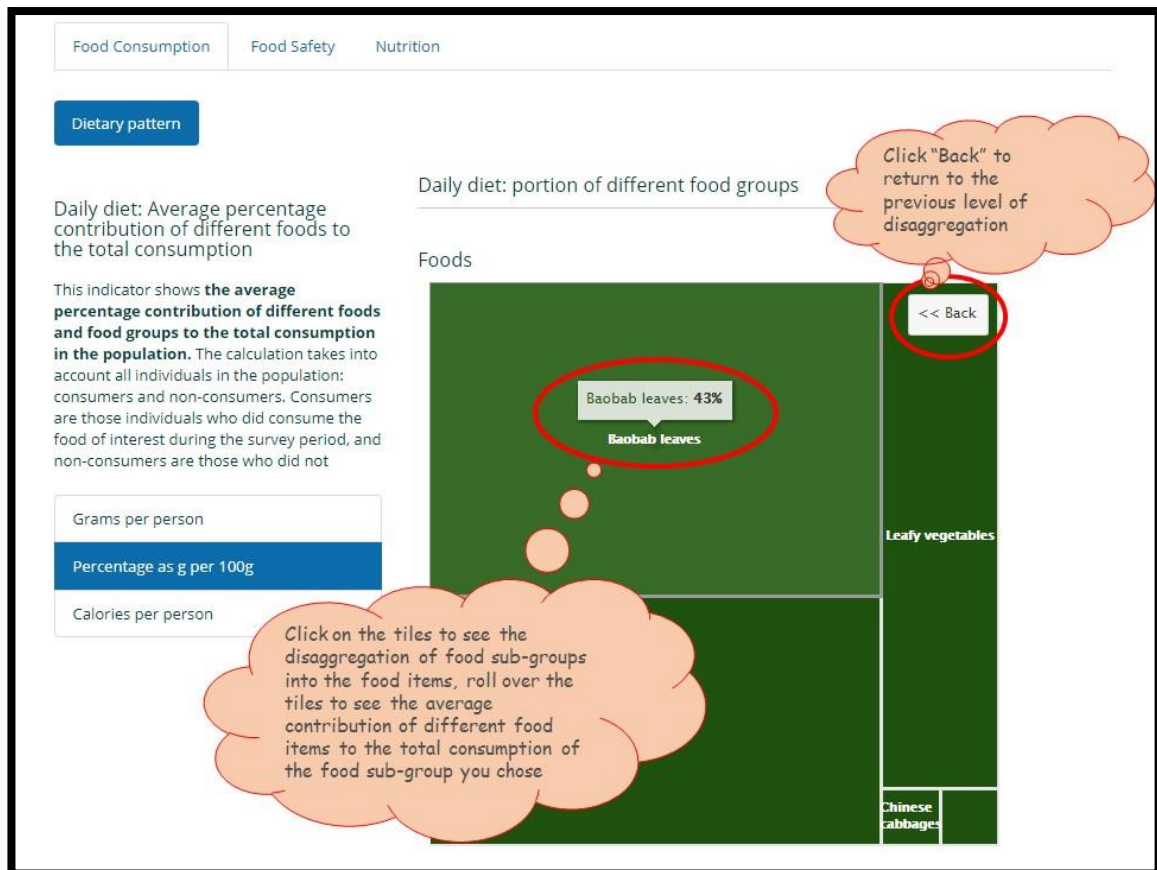 Food Consumption
Food Safety
Nutrition
Dietary pattern
Daily diet: Average percentage
contribution of different foods to
the total consumption
This indicator shows the average
percentage contribution of different foods
and food groups to the total consumption
in the population. The calculation takes into
account all individuals in the population:
consumers and non-consumers. Consumers
are those individuals who did consume the
food of interest during the survey period, and
non-consumers are those who did not
Grams per person
Percentage as g per 100g
Calories per person
Daily diet: portion of different food groups
Foods
Click "Back" to
return to the
previous level of
disaggregation
<< Back
Baobab leaves: 43%
Baobab leaves
Leafy vegetables
Click on the tiles to see the
disaggregation of food sub-groups
into the food items, roll over the
tiles to see the average
contribution of different food
items to the total consumption of
the food sub-group you chose
Chinese
cabbages